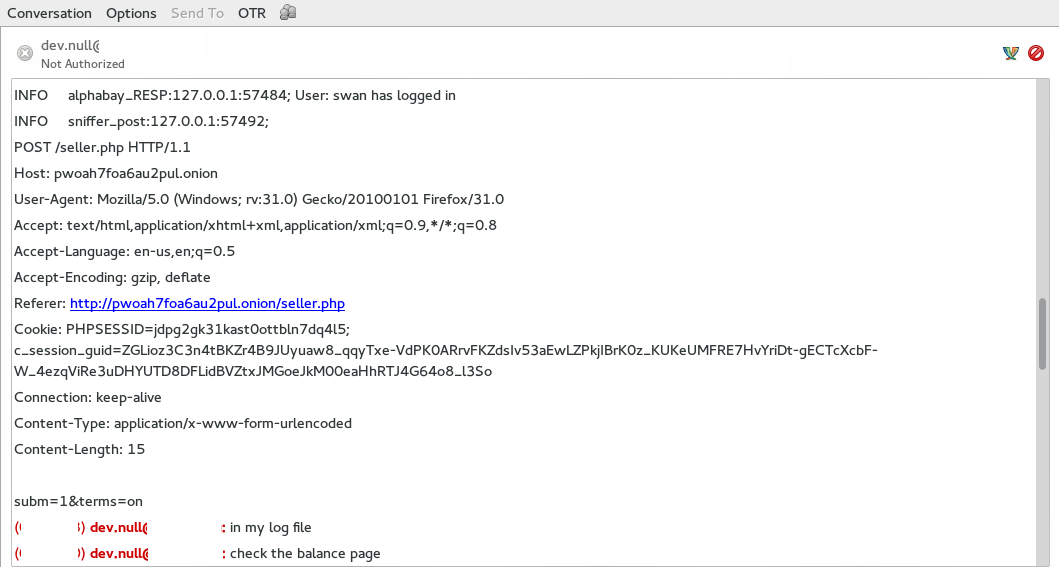 Conversation Options Send To OTR
dev.null@
Not Authorized
INFO alphabay_RESP:127.0.0.1:57484; User: swan has logged in
INFO sniffer_post:127.0.0.1:57492;
POST /seller.php HTTP/1.1
Host: pwoah7foa6au2pul.onion
User-Agent: Mozilla/5.0 (Windows; rv:31.0) Gecko/20100101 Firefox/31.0
Accept: text/html,application/xhtml+xml,application/xml;q=0.9,*/*;q=0.8
Accept-Language: en-us,en;q=0.5
Accept-Encoding: gzip, deflate
Referer: http://pwoah7foa6au2pul.onion/seller.php
Cookie: PHPSESSID=jdpg2gk31kast0ottbln7dq4l5;
c_session_guid=ZGLioz3C3n4tBKZr4B9JUyuaw8_qqyTxe-VdPK0ARrvFKZdsIv53aEwLZPkjIBrK0z_KUKeUMFRE7HvYriDt-gECTcXcbF-
W_4ezqViRe3uDHYUTD8DFLidBVZtxJMGoeJkM00eaHhRTJ4G64o8_l3So
Connection: keep-alive
Content-Type: application/x-www-form-urlencoded
Content-Length: 15
subm=1&terms=on
dev.null@ : in my log file
dev.null@ : check the balance page